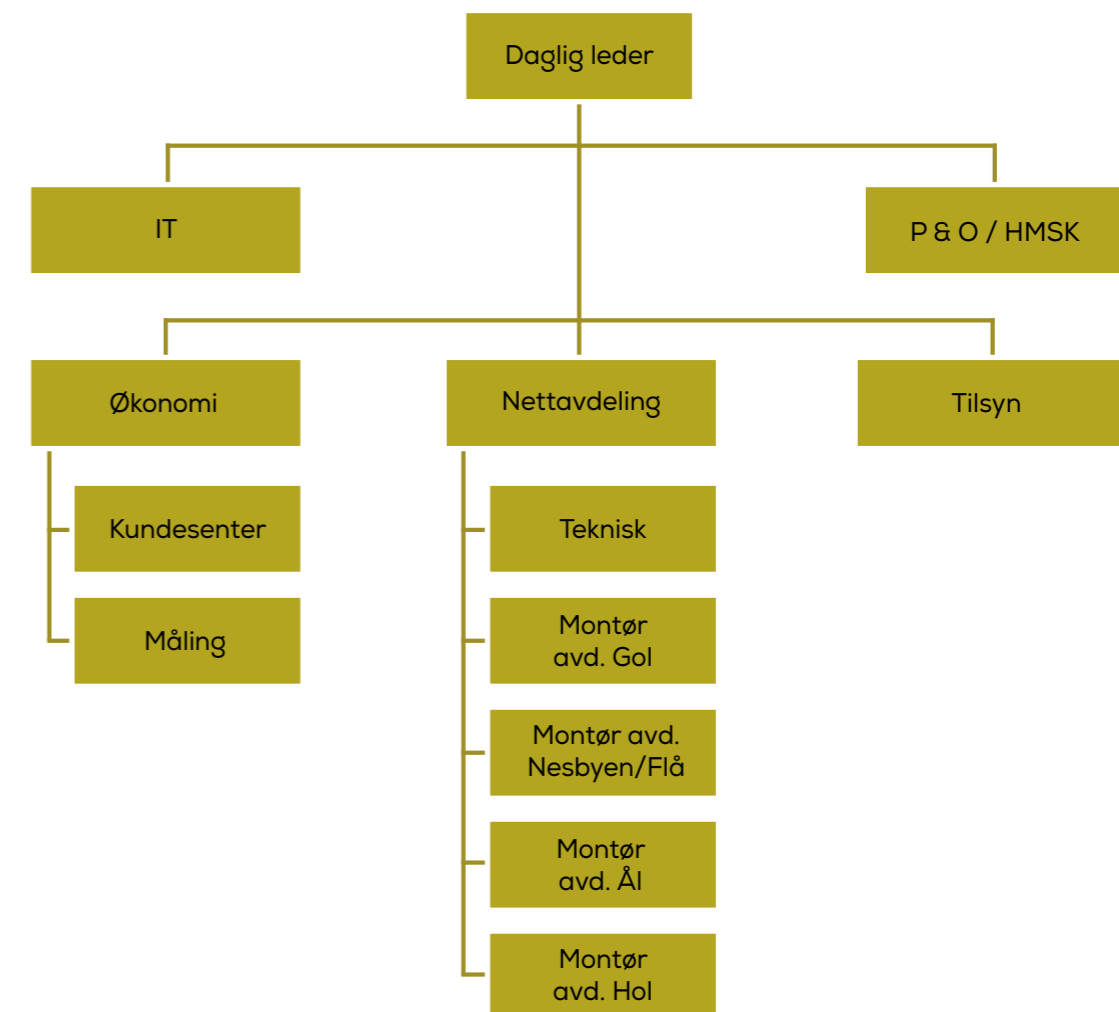 Daglig leder
IT
P & O / HMSK
Økonomi
Nettavdeling
Tilsyn
Kundesenter
Måling
Teknisk
Montør
avd. Gol
Montør avd.
Nesbyen/Flå
Montør
avd. Ål
Montør
avd. Hol